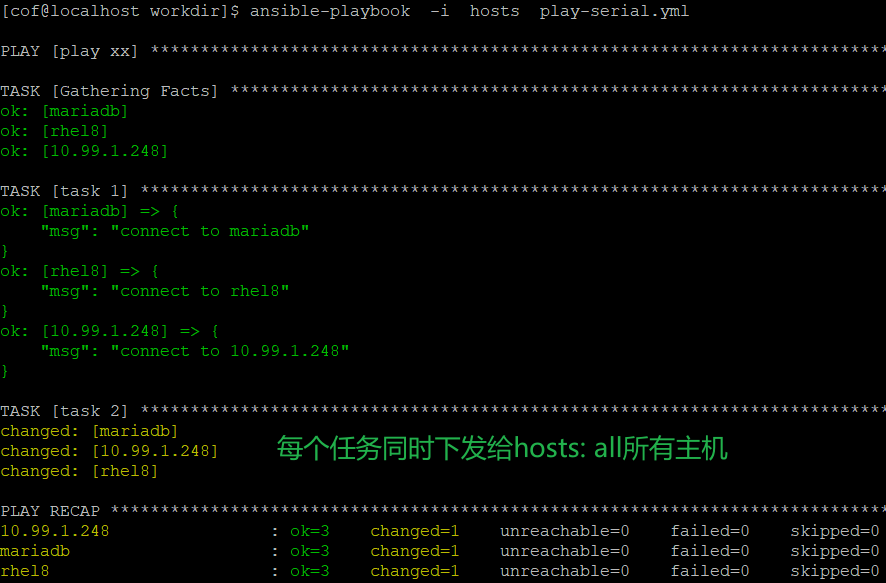 [cof@localhost workdir]$ ansible-playbook  -i  hosts  play-serial.yml
PLAY [play xx] **************************************************************************
TASK [Gathering Facts] ******************************************************************
ok: [mariadb]
ok: [rhel8]
ok: [10.99.1.248]
TASK [task 1] ***************************************************************************
ok: [mariadb] => {
    "msg": "connect to mariadb"
}
ok: [rhel8] => {
    "msg": "connect to rhel8"
}
ok: [10.99.1.248] => {
    "msg": "connect to 10.99.1.248"
}
TASK [task 2] ***************************************************************************
changed: [mariadb]
changed: [10.99.1.248]
每个任务同时下发给hosts: all所有主机
changed: [rhel8]
PLAY RECAP ******************************************************************************
10.99.1.248                : ok=3    changed=1    unreachable=0    failed=0    skipped=0
mariadb                    : ok=3    changed=1    unreachable=0    failed=0    skipped=0
rhel8                      : ok=3    changed=1    unreachable=0    failed=0    skipped=0